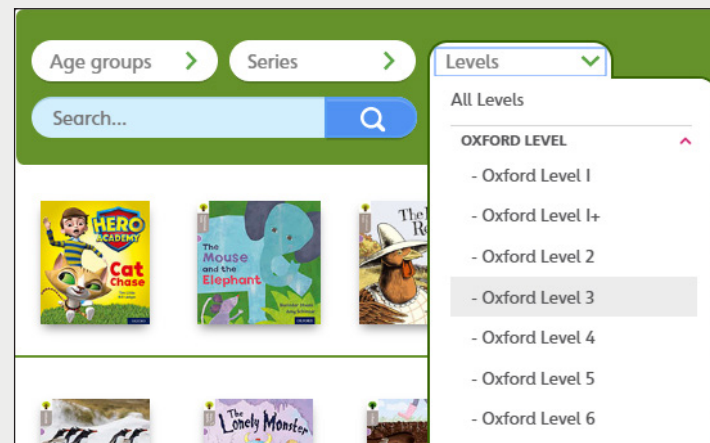 Age groups
Series
Levels
Search...
All Levels
OXFORD LEVEL
- Oxford Level 1
- Oxford Level 1+
- Oxford Level 2
- Oxford Level 3
- Oxford Level 4
- Oxford Level 5
- Oxford Level 6
HERO
ACADEMY
Cat
Chase
The
Mouse
and the
Elephant
The
The
Lonely Monster